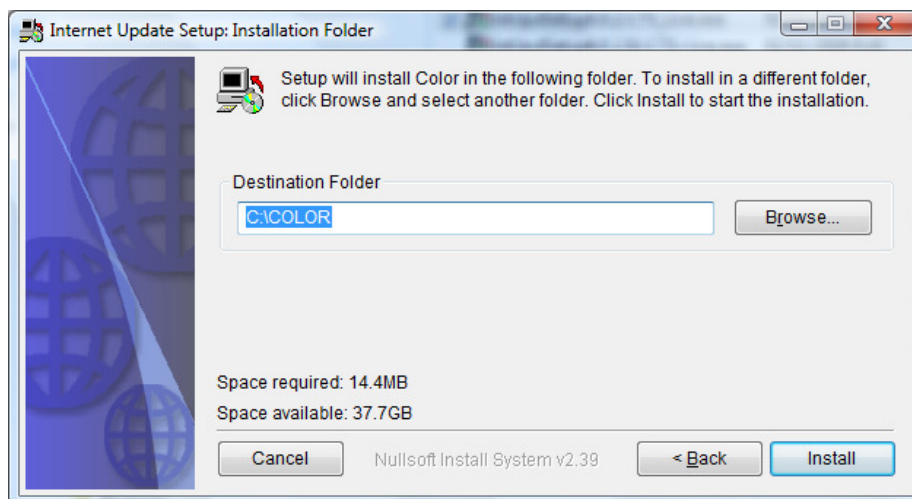 Internet Update Setup: Installation Folder
Setup will install Color in the following folder. To install in a different folder,
click Browse and select another folder. Click Install to start the installation.
Destination Folder
C:\COLOR
Browse...
Space required: 14.4MB
Space available: 37.7GB
Cancel
Nullsoft Install System v2.39
< Back
Install